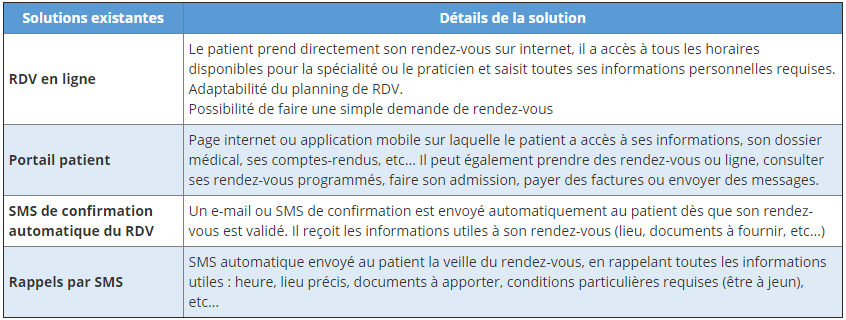 Solutions existantes
Détails de la solution
RDV en ligne
Le patient prend directement son rendez-vous sur internet, il a accès à tous les horaires
disponibles pour la spécialité ou le praticien et saisit toutes ses informations personnelles requises.
Adaptabilité du planning de RDV.
Possibilité de faire une simple demande de rendez-vous
Portail patient
Page internet ou application mobile sur laquelle le patient a accès à ses informations, son dossier
médical, ses comptes-rendus, etc... Il peut également prendre des rendez-vous ou ligne, consulter
ses rendez-vous programmés, faire son admission, payer des factures ou envoyer des messages.
SMS de confirmation
automatique du RDV
Un e-mail ou SMS de confirmation est envoyé automatiquement au patient dès que son rendez-
vous est validé. Il reçoit les informations utiles à son rendez-vous (lieu, documents à fournir, etc...)
Rappels par SMS
SMS automatique envoyé au patient la veille du rendez-vous, en rappelant toutes les informations
utiles : heure, lieu précis, documents à apporter, conditions particulières requises (être à jeun),
etc...